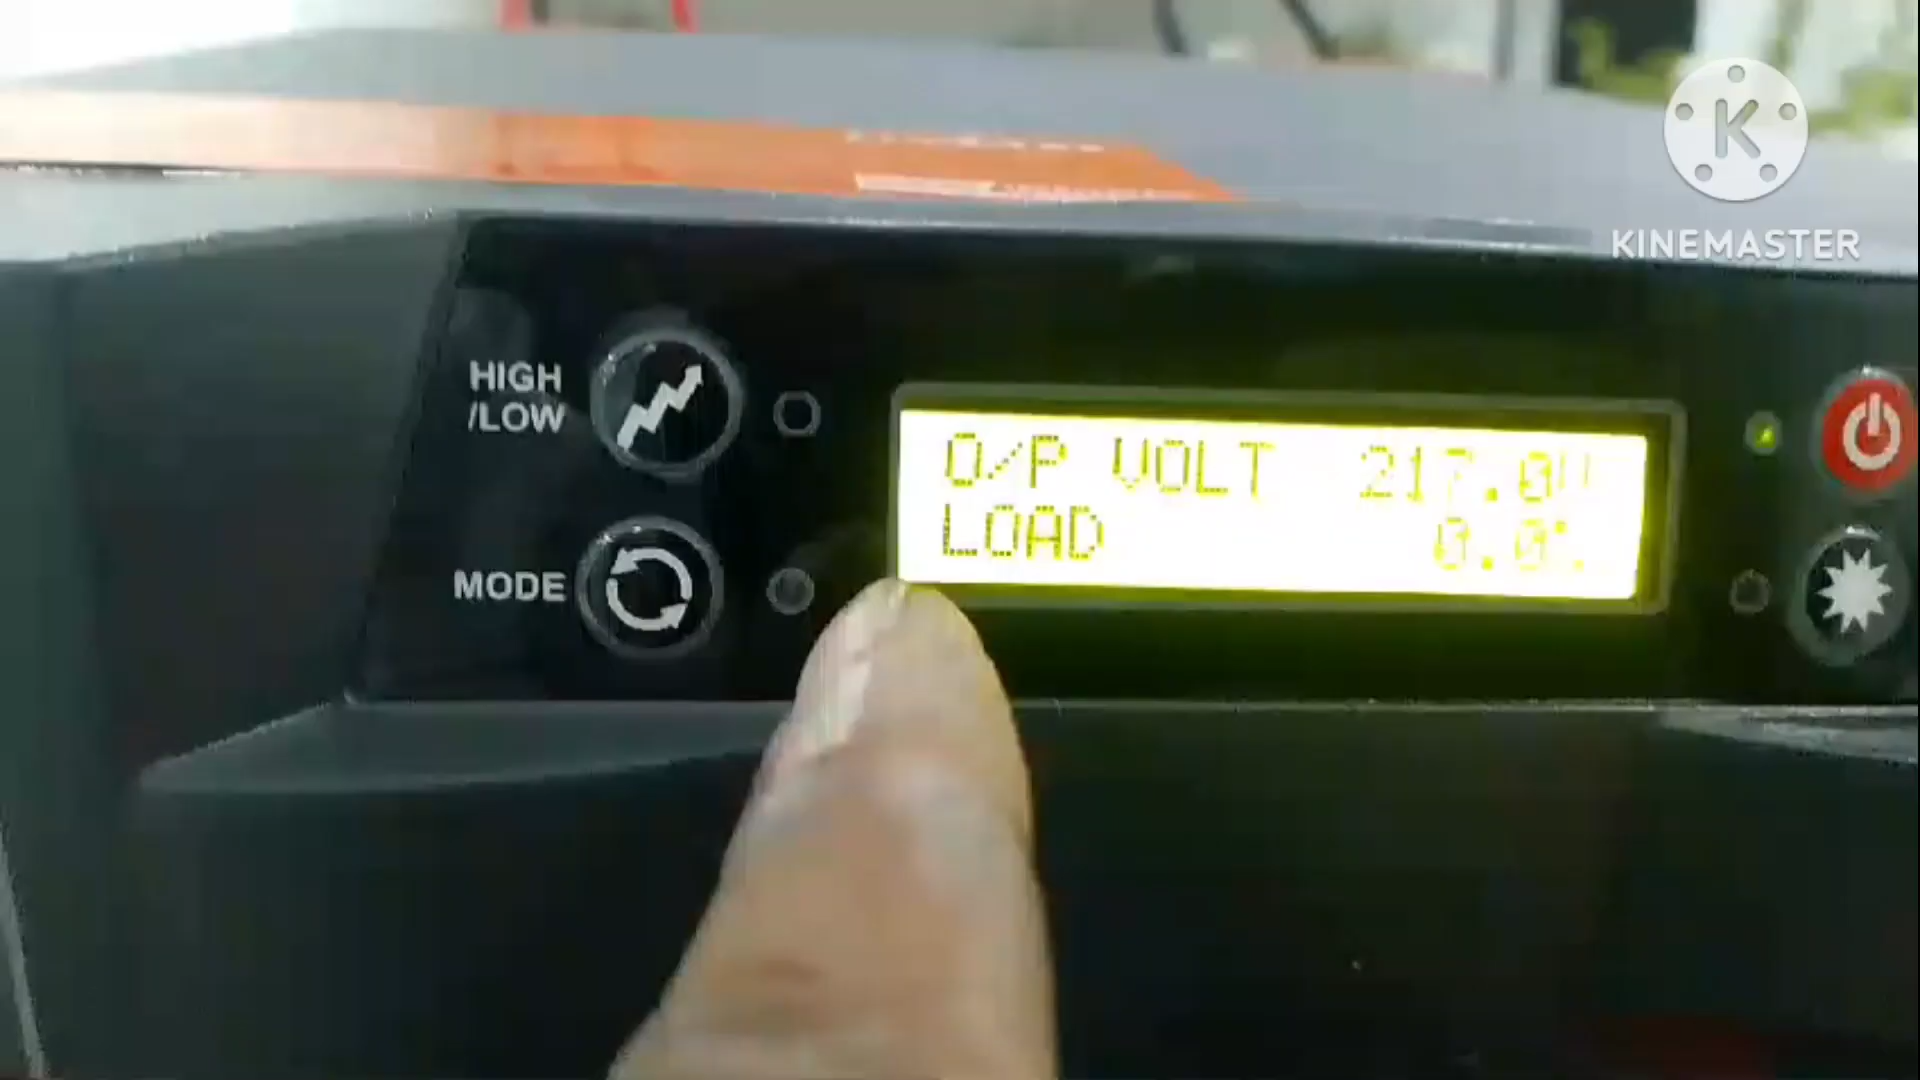 KINEMASTER
HIGH
/LOW
MODE
O/P VOLT 217.0V
LOAD 0.0%